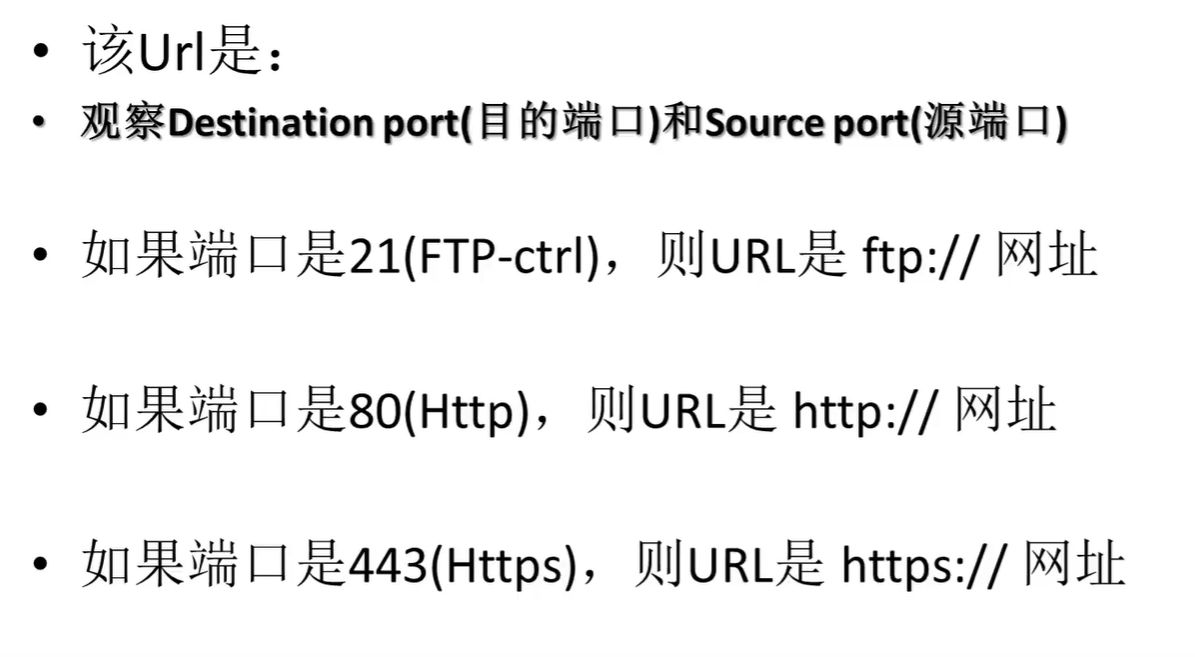 • 该Url是：
• 观察Destination port(目的端口)和Source port(源端口)
• 如果端口是21(FTP-ctrl)，则URL是 ftp:// 网址
• 如果端口是80(Http)，则URL是 http:// 网址
• 如果端口是443(Https)，则URL是 https:// 网址